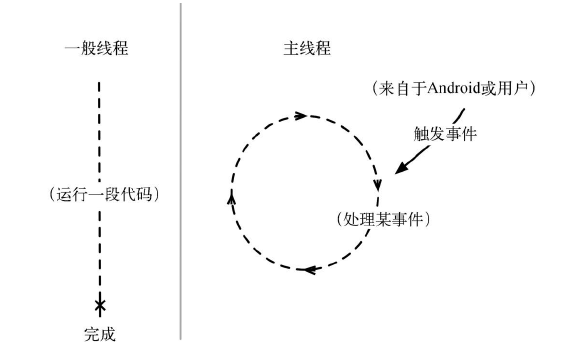 一般线程
主线程
（来自于Android或用户）
触发事件
（运行一段代码）
（处理某事件）
完成